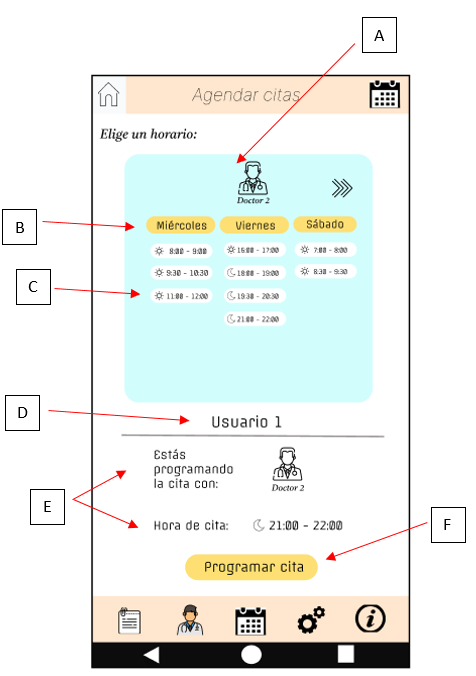 A
Agendar citas
Elige un horario:
Doctor 2
B
Miércoles Viernes Sábado
8:00 - 9:00 16:00 - 17:00 7:00 - 8:00
9:30 - 10:30 18:00 - 19:00 8:30 - 9:30
C
11:00 - 12:00 19:30 - 20:30
21:00 - 22:00
D
Usuario 1
Estás
programando
la cita con:
Doctor 2
E
Hora de cita: 21:00 - 22:00
F
Programar cita